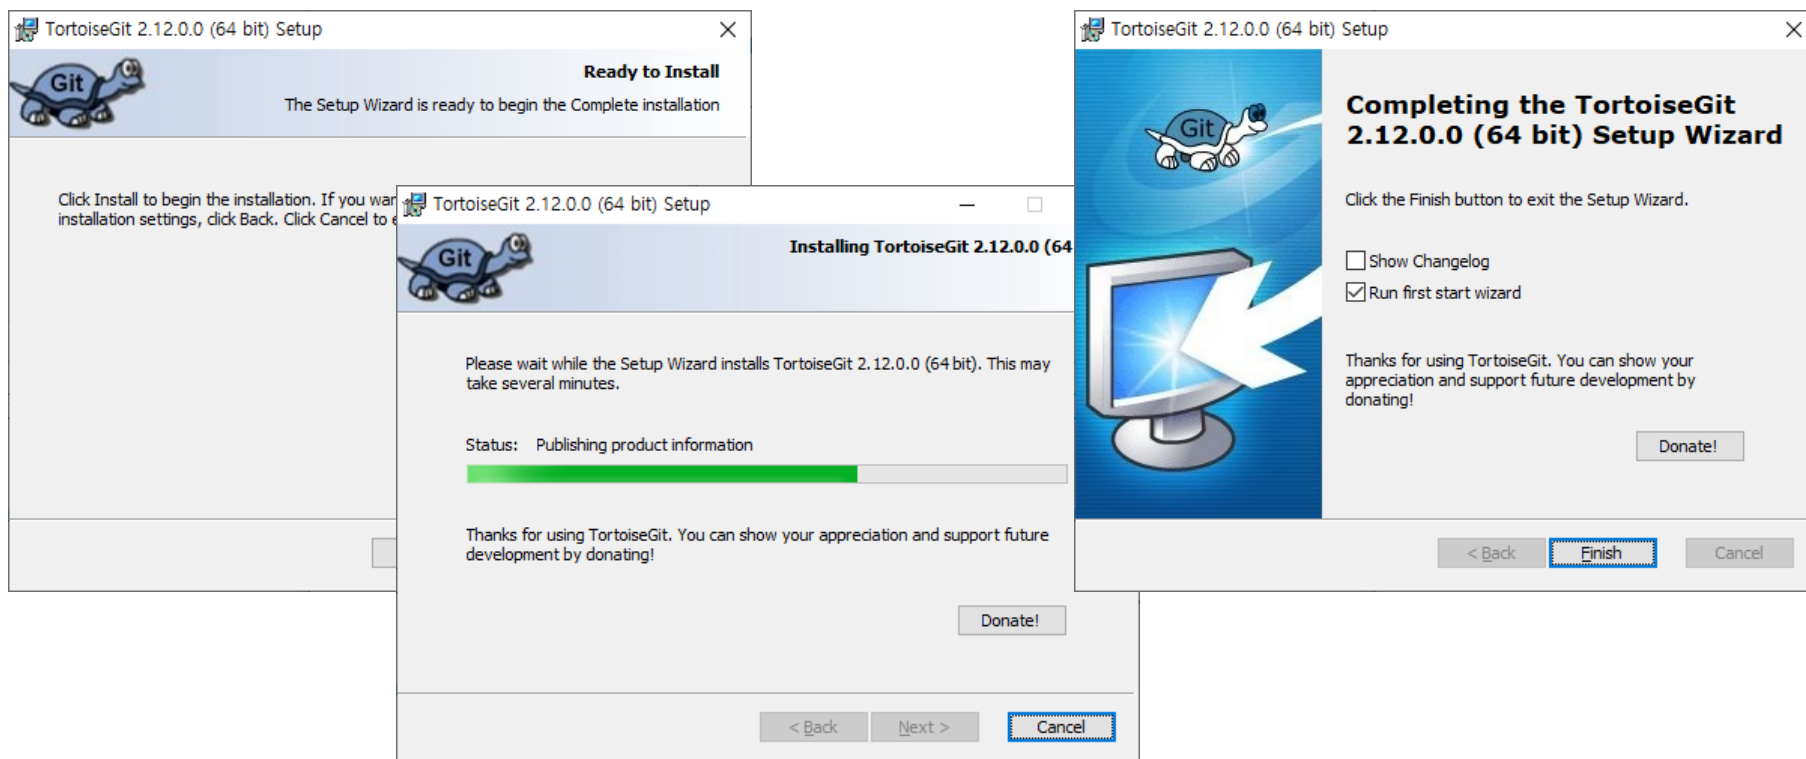 TortoiseGit 2.12.0.0 (64 bit) Setup
Git
Ready to Install
The Setup Wizard is ready to begin the Complete installation
Click Install to begin the installation. If you
installation settings, click Back. Click Cancel to
TortoiseGit 2.12.0.0 (64 bit) Setup
Git
Installing TortoiseGit 2.12.0.0 (64
Please wait while the Setup Wizard installs TortoiseGit 2.12.0.0 (64 bit). This may
take several minutes.
Status: Publishing product information
Thanks for using TortoiseGit. You can show your appreciation and support future
development by donating!
Donate!
< Back Next > Cancel
TortoiseGit 2.12.0.0 (64 bit) Setup
Git
Completing the TortoiseGit
2.12.0.0 (64 bit) Setup Wizard
Click the Finish button to exit the Setup Wizard.
Show Changelog
Run first start wizard
Thanks for using TortoiseGit. You can show your
appreciation and support future development by
donating!
Donate!
< Back Finish Cancel